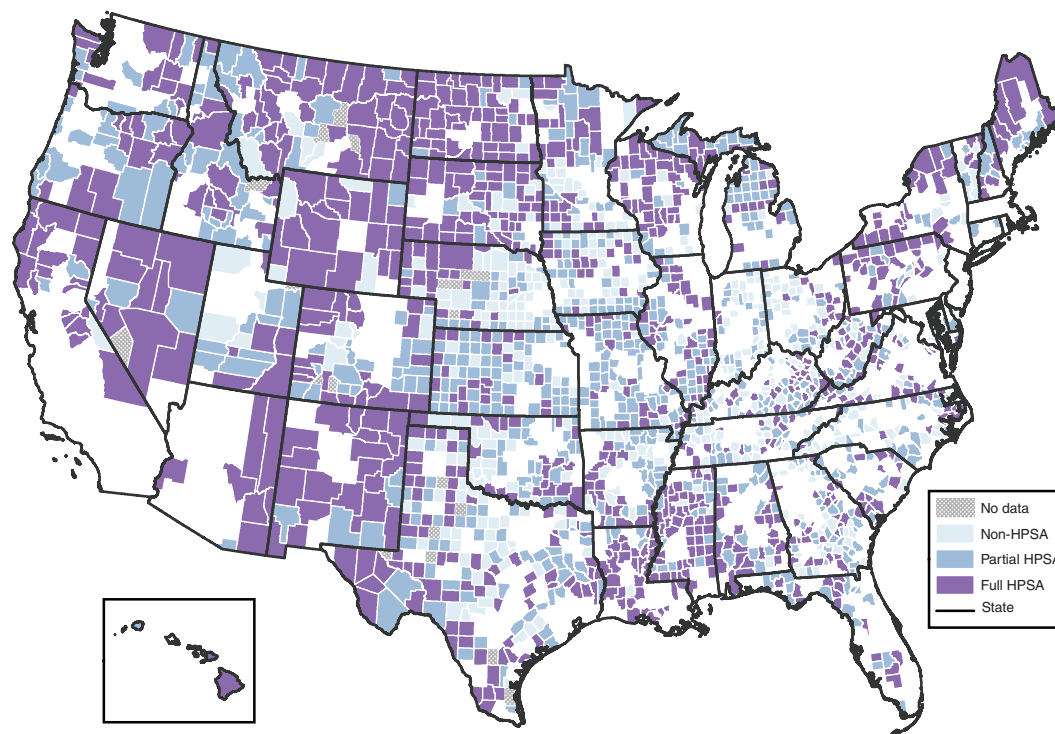 No data
Non-HPSA
Partial HPSA
Full HPSA
State